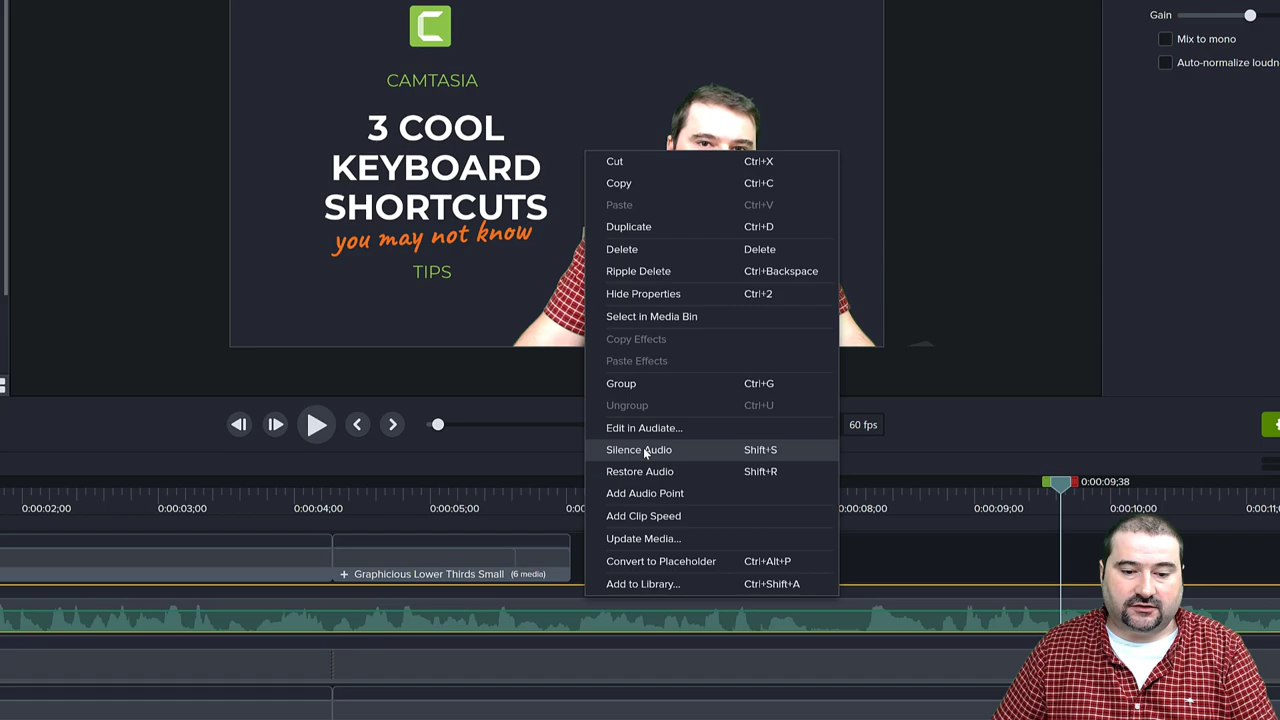 Gain
Mix to mono
Auto-normalize loudn
CAMTASIA
3 COOL
KEYBOARD
SHORTCUTS
you may not know
TIPS
Cut Ctrl+X
Copy Ctrl+C
Paste Ctrl+V
Duplicate Ctrl+D
Delete Delete
Ripple Delete Ctrl+Backspace
Hide Properties Ctrl+2
Select in Media Bin
Copy Effects
Paste Effects
Group Ctrl+G
Ungroup Ctrl+U
Edit in Audiate...
Silence Audio Shift+S
Restore Audio Shift+R
Add Audio Point
Add Clip Speed
Update Media...
Convert to Placeholder Ctrl+Alt+P
Add to Library... Ctrl+Shift+A
60 fps
0:00:09;38
0:00:02;00 0:00:03;00 0:00:04;00 0:00:05;00 0:00:08;00 0:00:09;00 0:00:10;00 0:00:11;
+ Graphicious Lower Thirds Small (6 media)